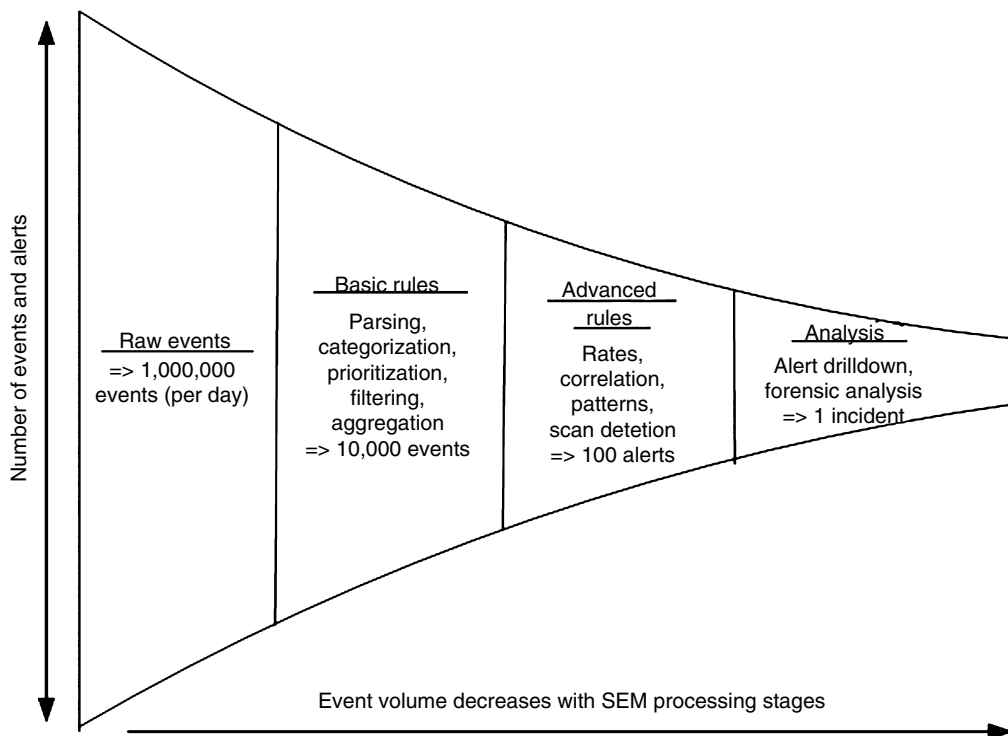 Number of events and alerts
Raw events
=> 1,000,000
events (per day)
Basic rules
Parsing,
categorization,
prioritization,
filtering,
aggregation
=> 10,000 events
Advanced
rules
Rates,
correlation,
patterns,
scan detetion
=> 100 alerts
Analysis
Alert drilldown,
forensic analysis
=> 1 incident
Event volume decreases with SEM processing stages